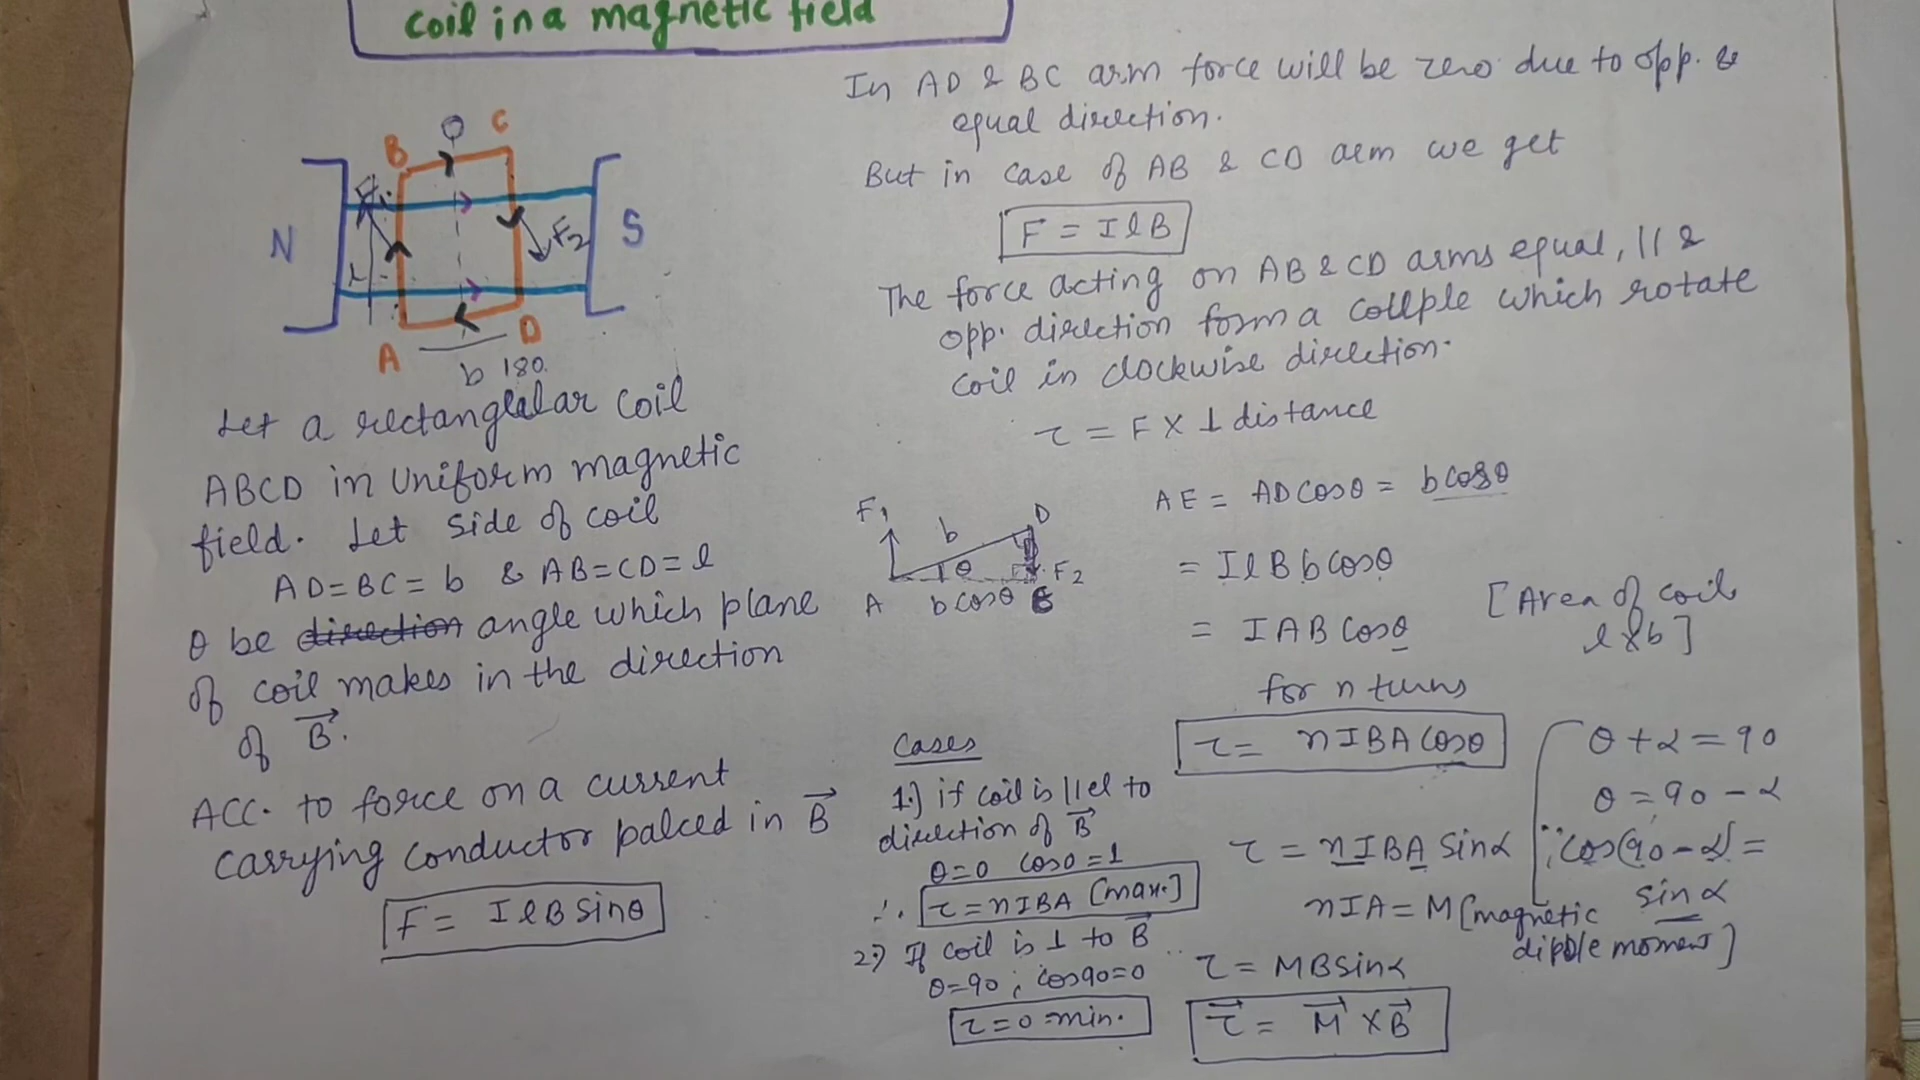 coil in a magnetic field
O
B
C
F₁
N
F₂
S
l
A
D
b 180.
Let a rectanglular coil
ABCD in Uniform magnetic
field. Let side of coil
AD=BC= b & AB=CD= l
θ be direction angle which plane
of coil makes in the direction
of B⃗.
ACC. to force on a current
carrying conductor palced in B⃗
F = IlB sinθ
In AD & BC arm force will be zero due to opp. &
equal direction.
But in case of AB & CD arm we get
F = IlB
The force acting on AB & CD arms equal, || &
opp. direction form a couple which rotate
coil in clockwise direction.
τ = F X ⊥ distance
F₁
b
D
θ
F₂
A
b cosθ
E
AE = AD cosθ = b cosθ
= IlB b cosθ
= IAB cosθ
[Area of coil
l x b]
for n turns
τ = nIBA cosθ
Cases
1.) if coil is ||el to
direction of B⃗
θ=0 cos0=1
∴ τ=nIBA [max.]
2.) If coil is ⊥ to B⃗
θ=90 ; cos90=0
τ=0 min.
θ+α=90
θ=90-α
∵ cos(90-α) =
sinα
τ = nIBA Sinα
nIA = M [magnetic
dipole moment]
τ = MBsinα
τ⃗ = M⃗ X B⃗